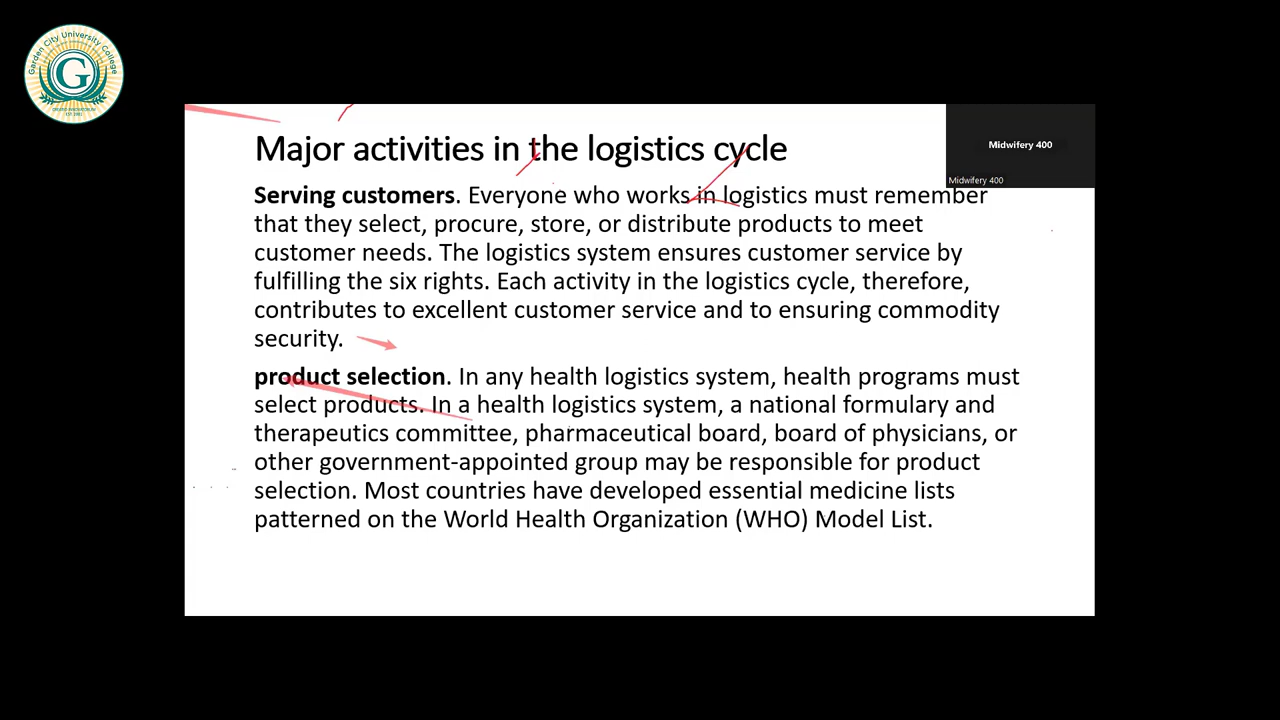 Garden City University College
G
Major activities in the logistics cycle
Midwifery 400
Midwifery 400
Serving customers. Everyone who works in logistics must remember
that they select, procure, store, or distribute products to meet
customer needs. The logistics system ensures customer service by
fulfilling the six rights. Each activity in the logistics cycle, therefore,
contributes to excellent customer service and to ensuring commodity
security.
product selection. In any health logistics system, health programs must
select products. In a health logistics system, a national formulary and
therapeutics committee, pharmaceutical board, board of physicians, or
other government-appointed group may be responsible for product
selection. Most countries have developed essential medicine lists
patterned on the World Health Organization (WHO) Model List.